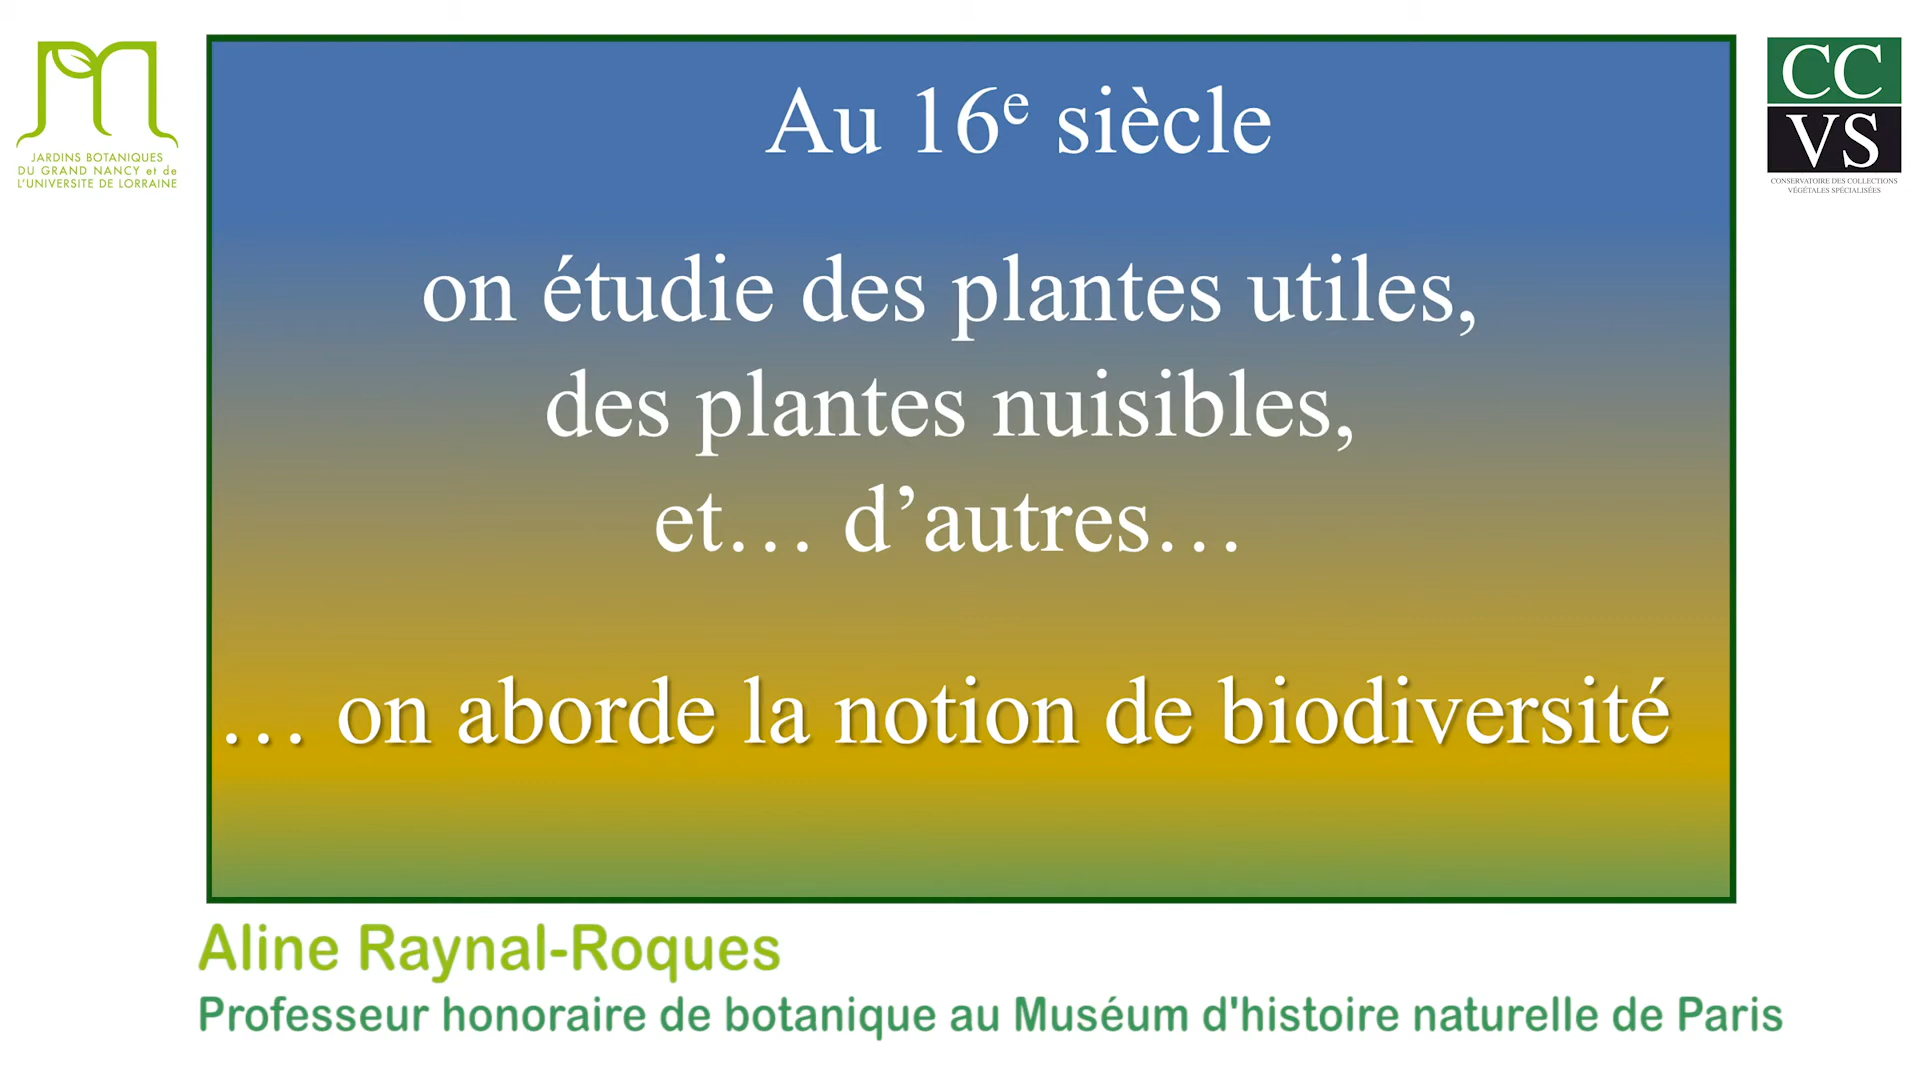 JARDINS BOTANIQUES
DU GRAND NANCY et de
L'UNIVERSITE DE LORRAINE
CC
VS
CONSERVATOIRE DES COLLECTIONS
VÉGÉTALES SPÉCIALISÉES
Au 16e siècle
on étudie des plantes utiles,
des plantes nuisibles,
et… d’autres…
… on aborde la notion de biodiversité
Aline Raynal-Roques
Professeur honoraire de botanique au Muséum d'histoire naturelle de Paris